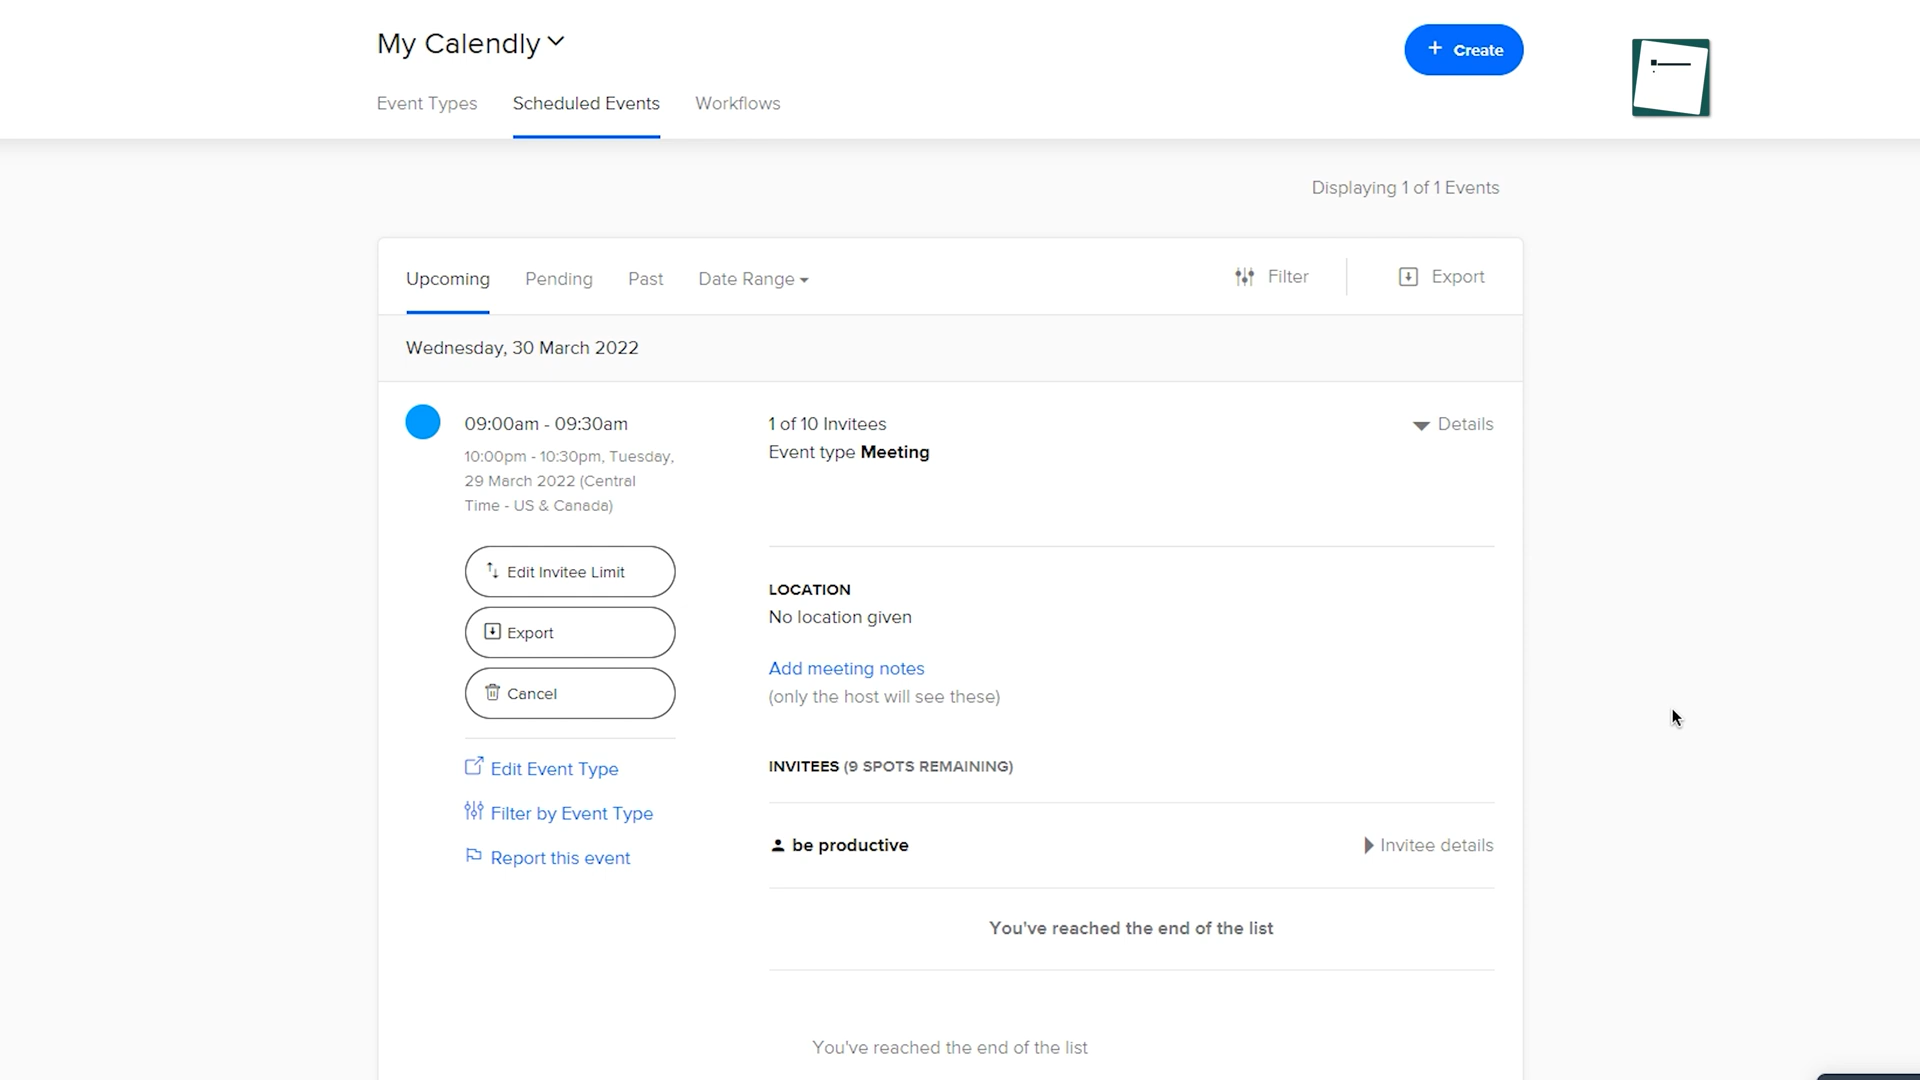 My Calendly
+ Create
Event Types
Scheduled Events
Workflows
Displaying 1 of 1 Events
Upcoming
Pending
Past
Date Range
Filter
Export
Wednesday, 30 March 2022
09:00am - 09:30am
10:00pm - 10:30pm, Tuesday,
29 March 2022 (Central
Time - US & Canada)
1 of 10 Invitees
Event type Meeting
Details
Edit Invitee Limit
Export
Cancel
Edit Event Type
Filter by Event Type
Report this event
LOCATION
No location given
Add meeting notes
(only the host will see these)
INVITEES (9 SPOTS REMAINING)
be productive
Invitee details
You've reached the end of the list
You've reached the end of the list